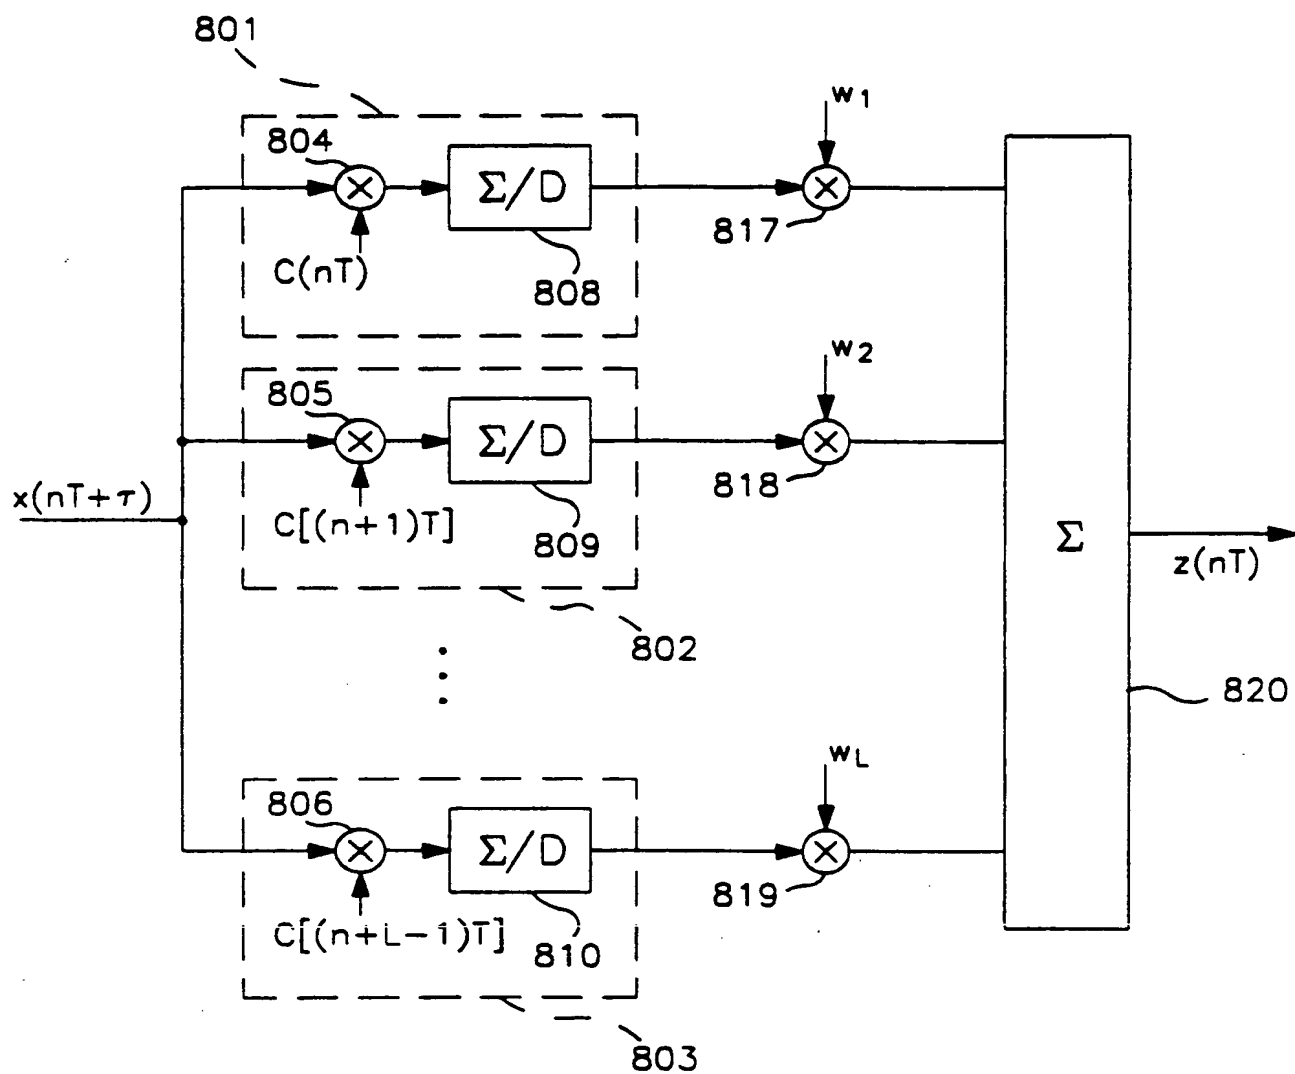 801
804
Σ/D
C(nT)
808
w1
817
805
Σ/D
C[(n+1)T]
809
802
w2
818
x(nT+τ)
Σ
z(nT)
820
806
Σ/D
C[(n+L-1)T]
810
803
wL
819